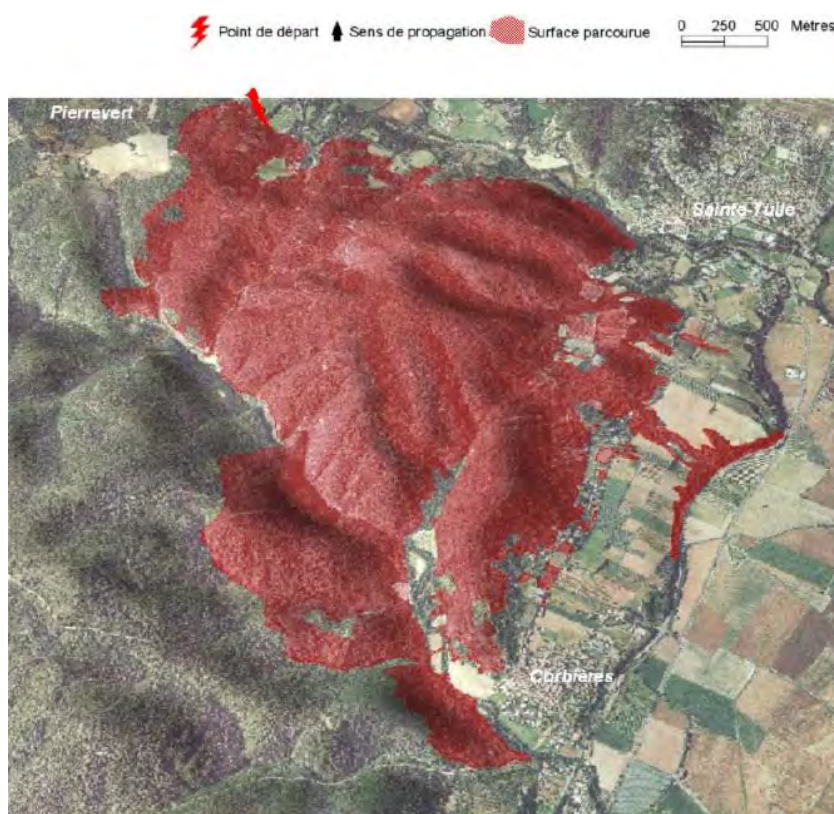 Point de départ Sens de propagation Surface parcourue 0 250 500 Mètres
Pierrevert
Sainte-Tulle
Corbières